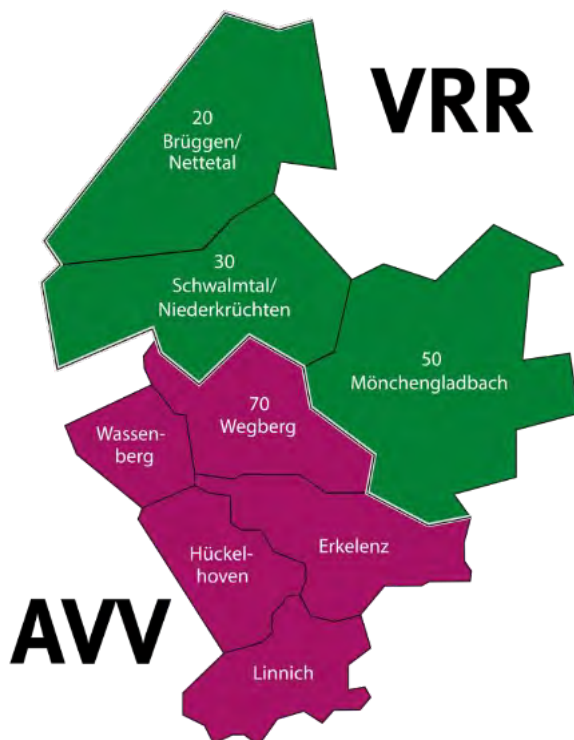 VRR
20
Brüggen/
Nettetal
30
Schwalmtal/
Niederkrüchten
50
Mönchengladbach
70
Wegberg
Wassen-
berg
Erkelenz
Hückel-
hoven
AVV
Linnich